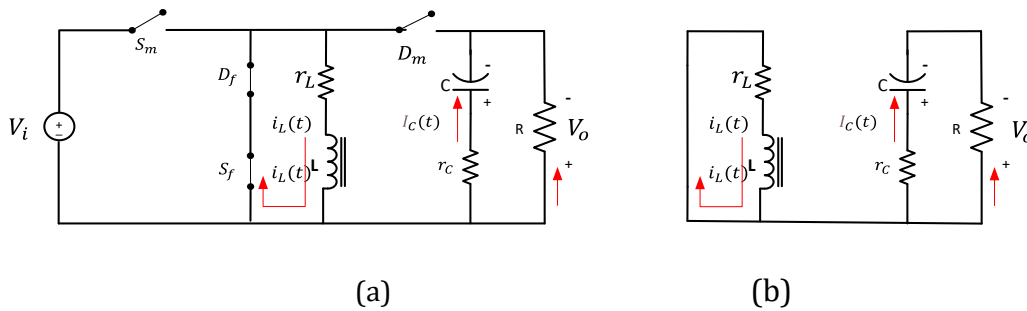 S_m
D_m
D_f
r_L
C
-
+
-
I_C(t)
R
V_o
V_i
+
−
i_L(t)
S_f
i_L(t)
L
r_C
+
r_L
C
-
+
-
i_L(t)
I_C(t)
R
V_o
i_L(t)
L
r_C
+
(a)
(b)